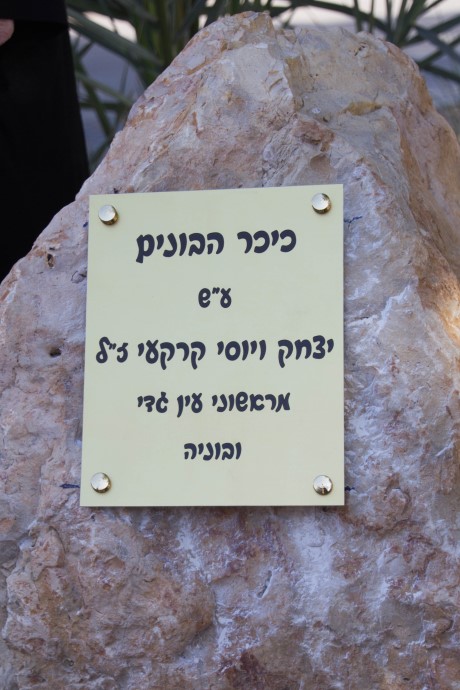 כיכר הבונים
ע״ש
יצחק ויוסי קרקעי ז״ל
מראשוני עין גדי
ובוניה